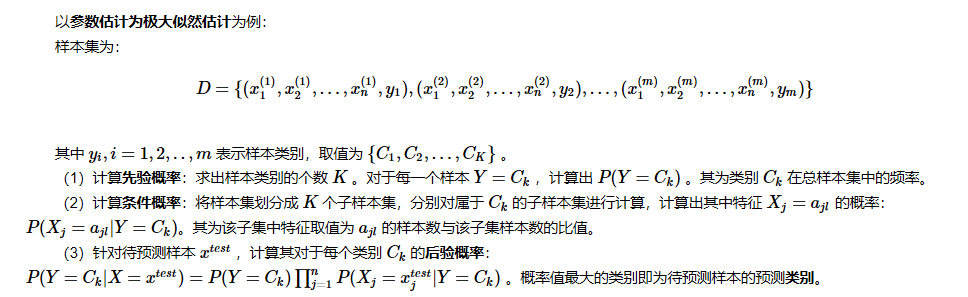 以参数估计为极大似然估计为例：
样本集为：
D = {(x_1^{(1)}, x_2^{(1)}, ..., x_n^{(1)}, y_1), (x_1^{(2)}, x_2^{(2)}, ..., x_n^{(2)}, y_2), ..., (x_1^{(m)}, x_2^{(m)}, ..., x_n^{(m)}, y_m)}
其中 y_i, i = 1, 2, .., m 表示样本类别，取值为 {C_1, C_2, ..., C_K} 。
（1）计算先验概率：求出样本类别的个数 K 。对于每一个样本 Y = C_k ，计算出 P(Y = C_k) 。其为类别 C_k 在总样本集中的频率。
（2）计算条件概率：将样本集划分成 K 个子样本集，分别对属于 C_k 的子样本集进行计算，计算出其中特征 X_j = a_{jl} 的概率：
P(X_j = a_{jl}|Y = C_k)。其为该子集中特征取值为 a_{jl} 的样本数与该子集样本数的比值。
（3）针对待预测样本 x^{test} ，计算其对于每个类别 C_k 的后验概率：
P(Y = C_k|X = x^{test}) = P(Y = C_k) ∏_{j=1}^{n} P(X_j = x_j^{test}|Y = C_k) 。概率值最大的类别即为待预测样本的预测类别。